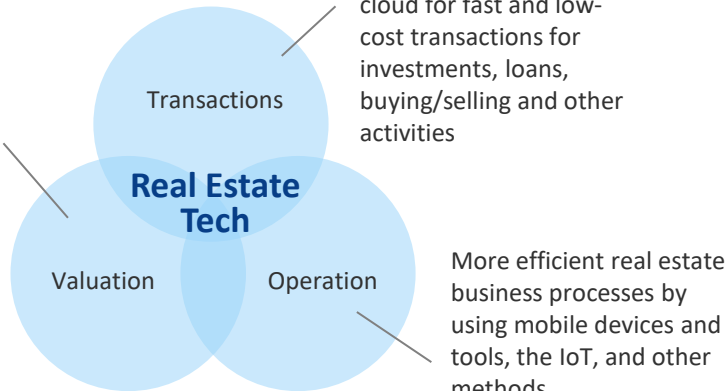 cloud for fast and low-
cost transactions for
investments, loans,
buying/selling and other
activities
Transactions
Real Estate
Tech
Valuation
Operation
More efficient real estate
business processes by
using mobile devices and
tools, the IoT, and other
methods